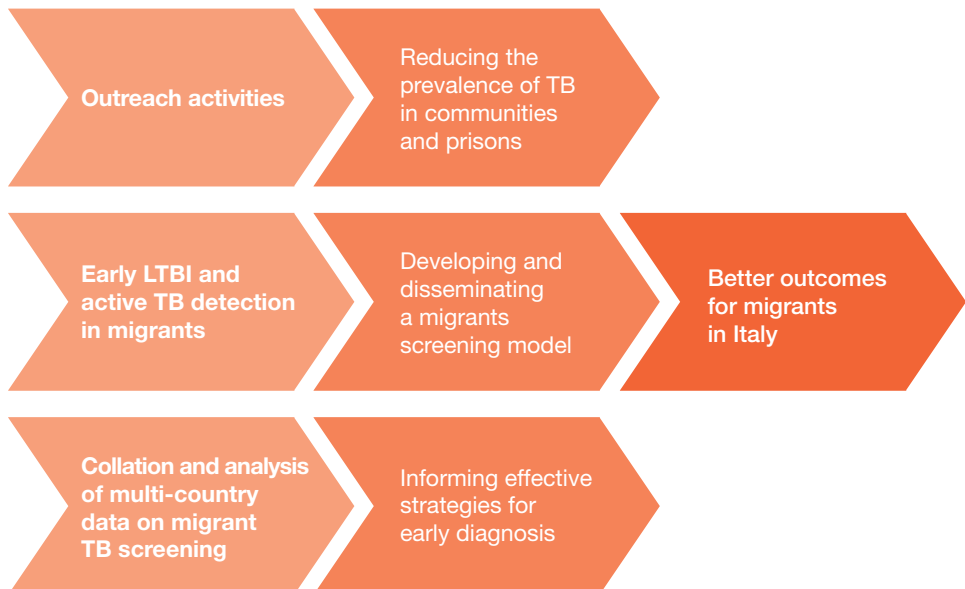 Outreach activities
Reducing the
prevalence of TB
in communities
and prisons
Early LTBI and
active TB detection
in migrants
Developing and
disseminating
a migrants
screening model
Better outcomes
for migrants
in Italy
Collation and analysis
of multi-country
data on migrant
TB screening
Informing effective
strategies for
early diagnosis